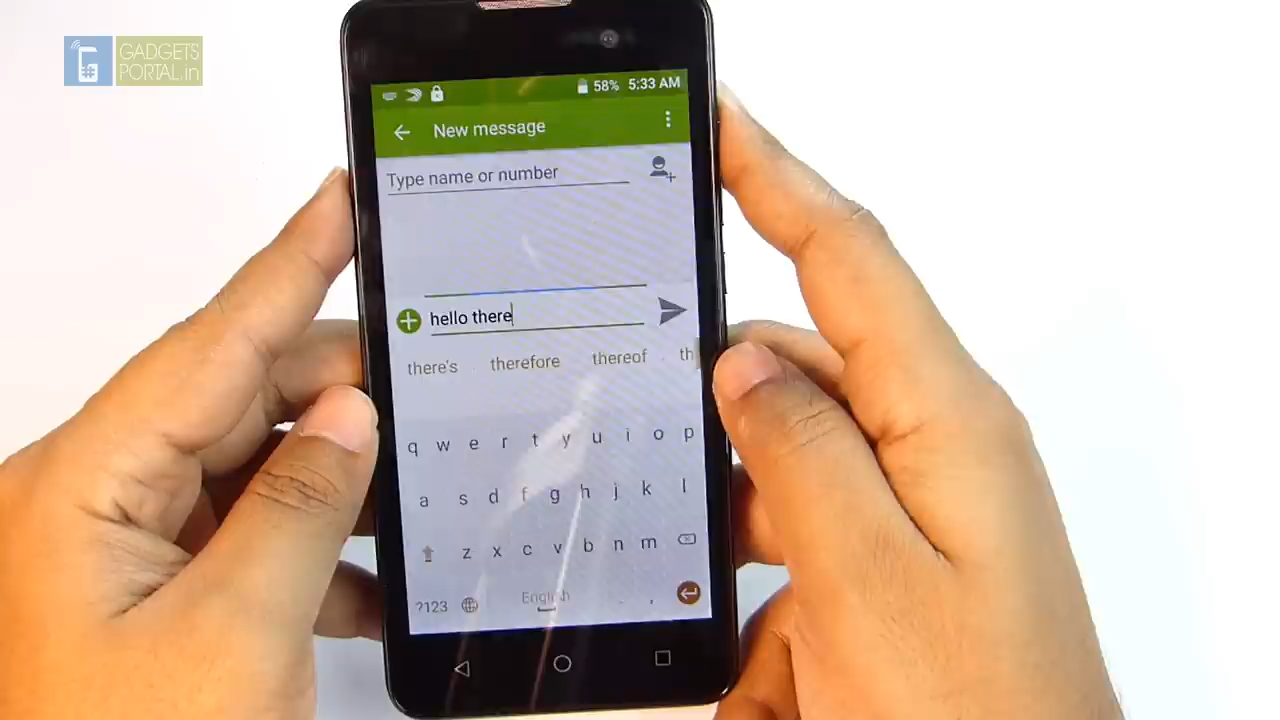 GADGETS
PORTAL.in
58% 5:33 AM
New message
Type name or number
hello there
there's therefore thereof th
q w e r t y u i o p
a s d f g h j k l
z x c v b n m
?123 English . ,